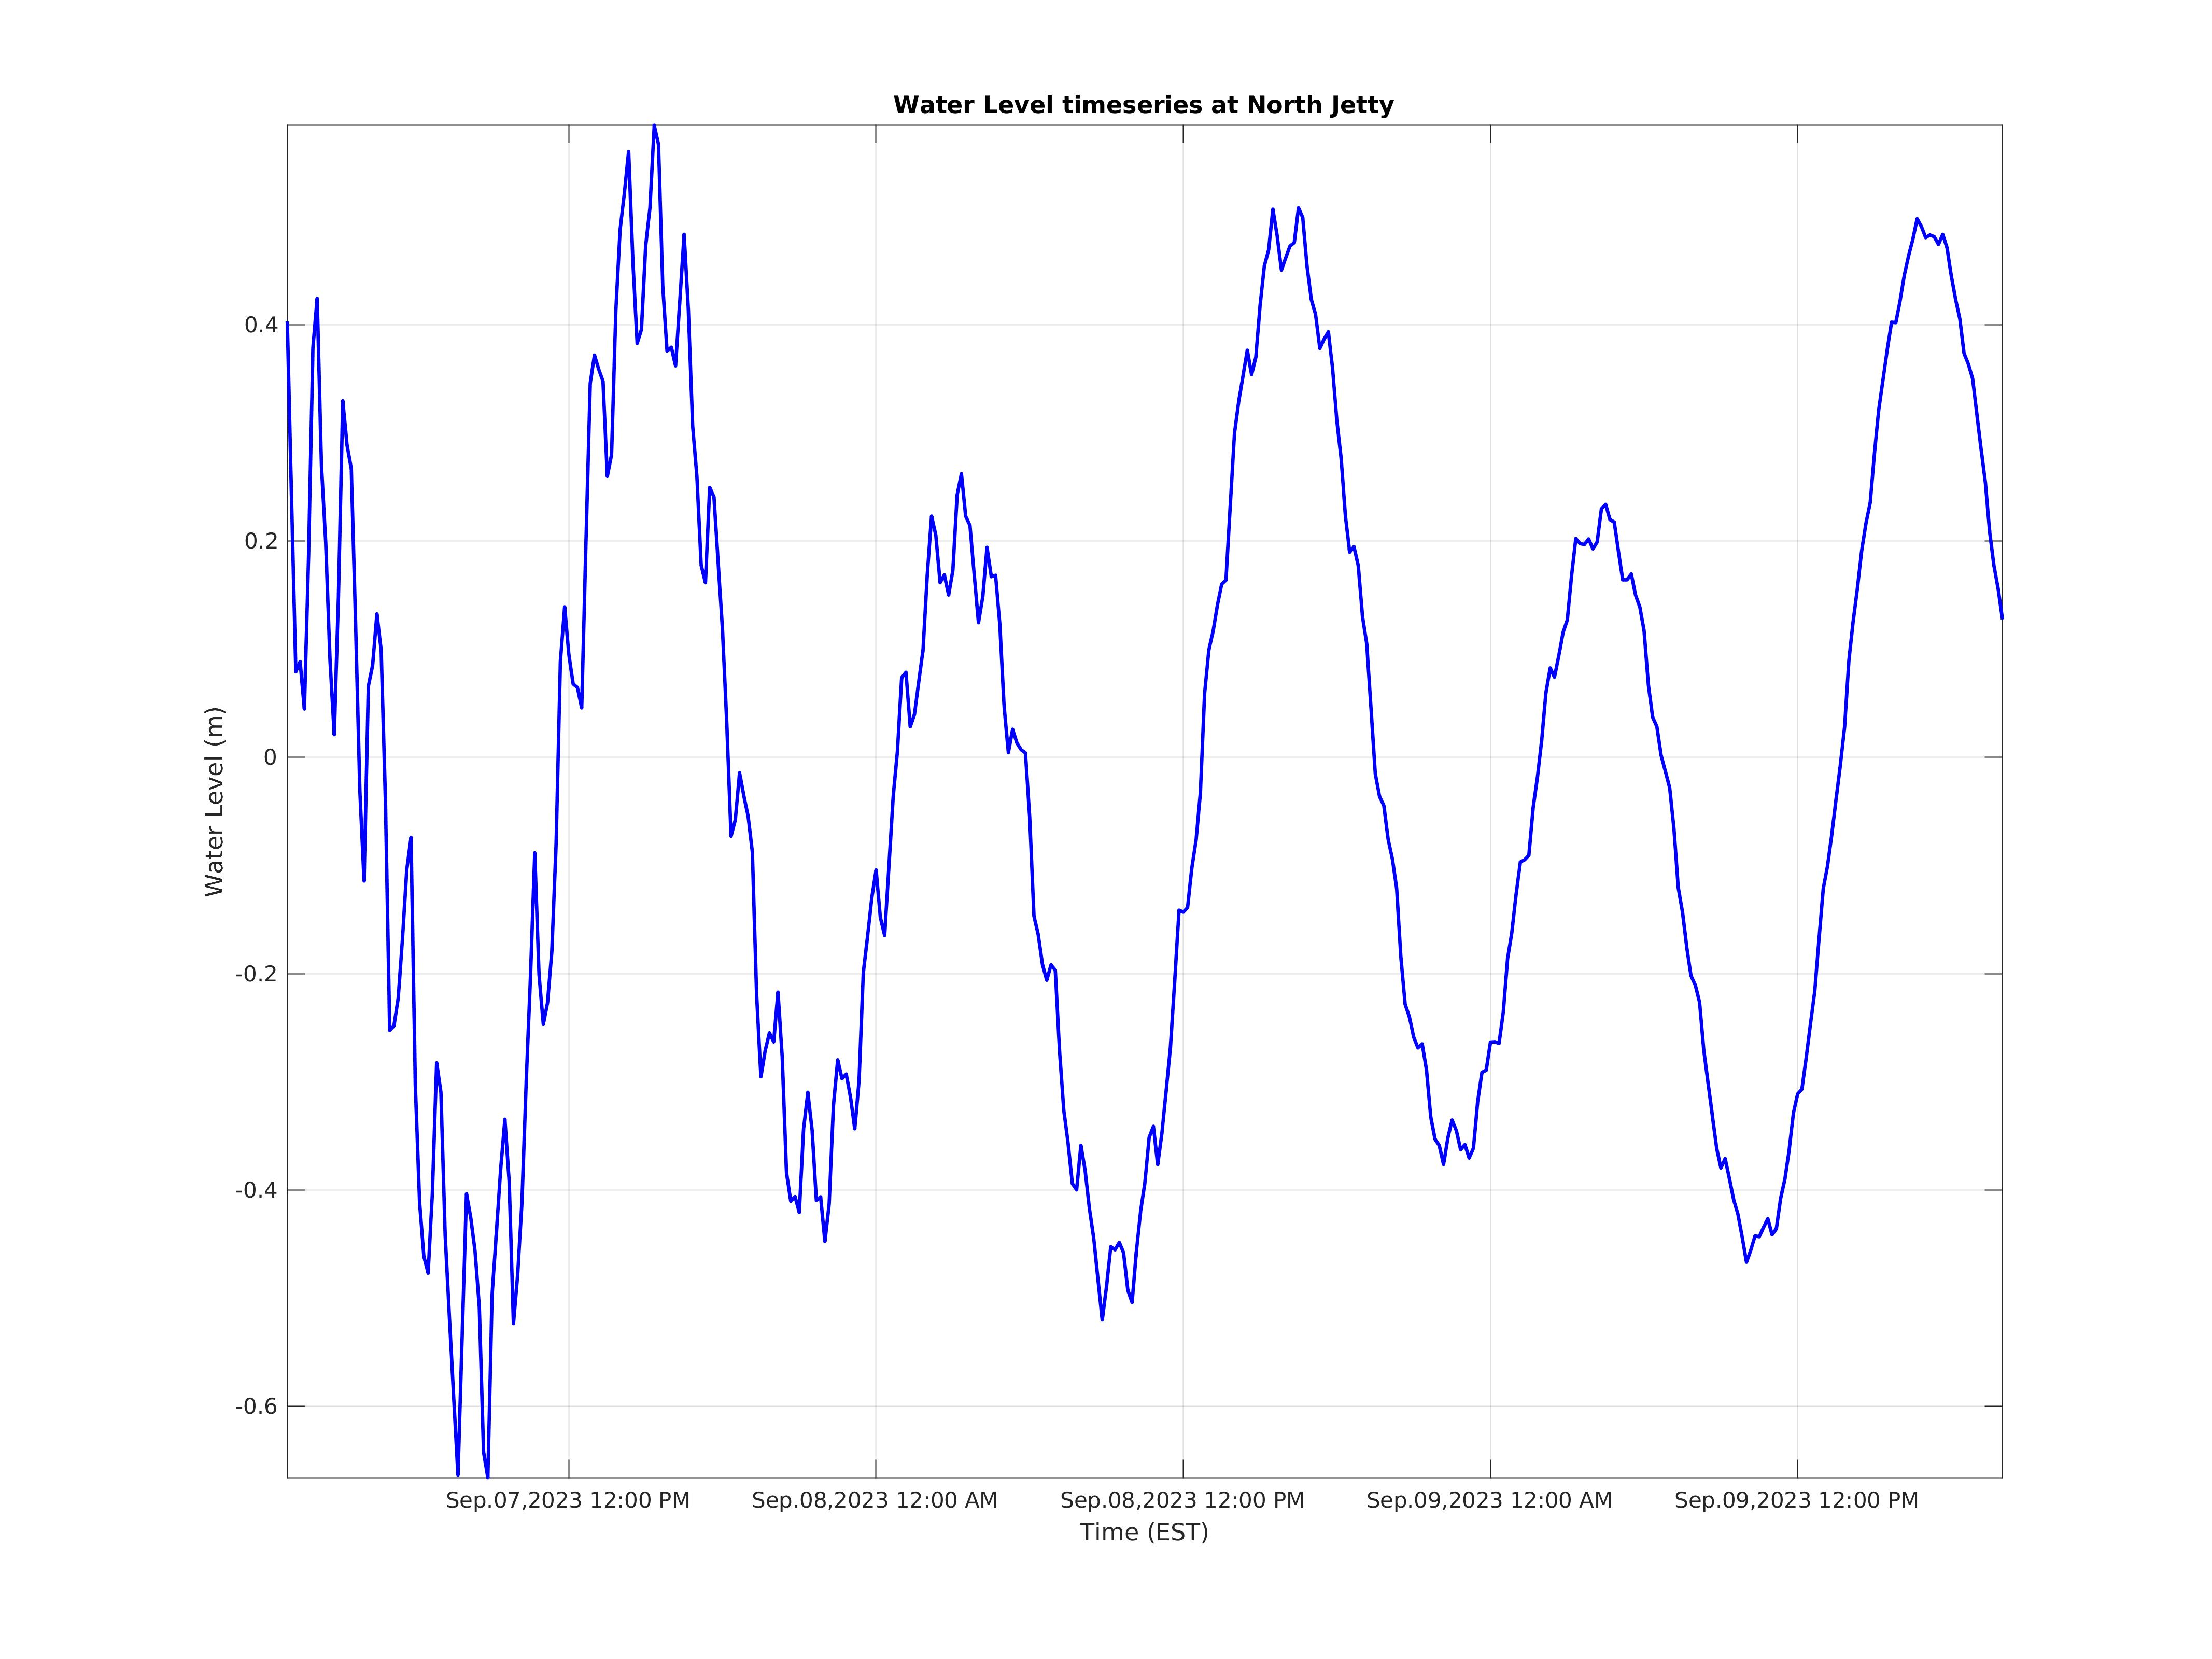 Water Level timeseries at North Jetty
0.4
0.2
0
-0.2
-0.4
-0.6
Water Level (m)
Sep.07,2023 12:00 PM
Sep.08,2023 12:00 AM
Sep.08,2023 12:00 PM
Sep.09,2023 12:00 AM
Sep.09,2023 12:00 PM
Time (EST)